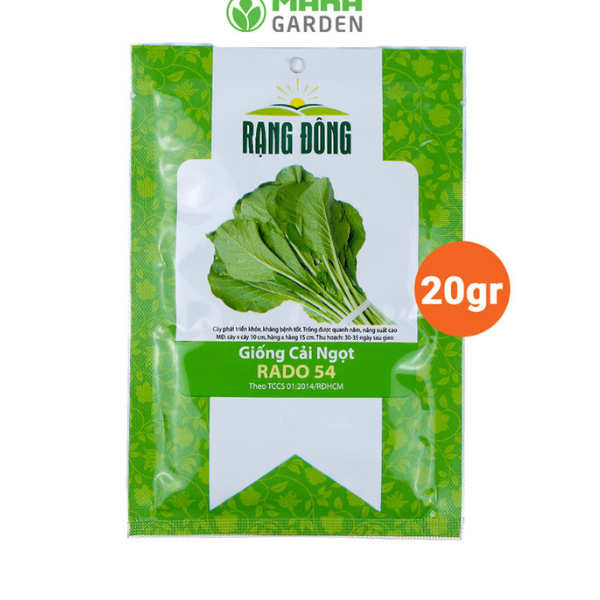 MARA
GARDEN
RẠNG ĐÔNG
20gr
Cây phát triển khỏe, kháng bệnh tốt. Trồng được quanh năm, năng suất cao
MĐ: cây x cây 10 cm, hàng x hàng 15 cm. Thu hoạch: 30-35 ngày sau gieo
Giống Cải Ngọt
RADO 54
Theo TCCS 01:2014/RĐHCM